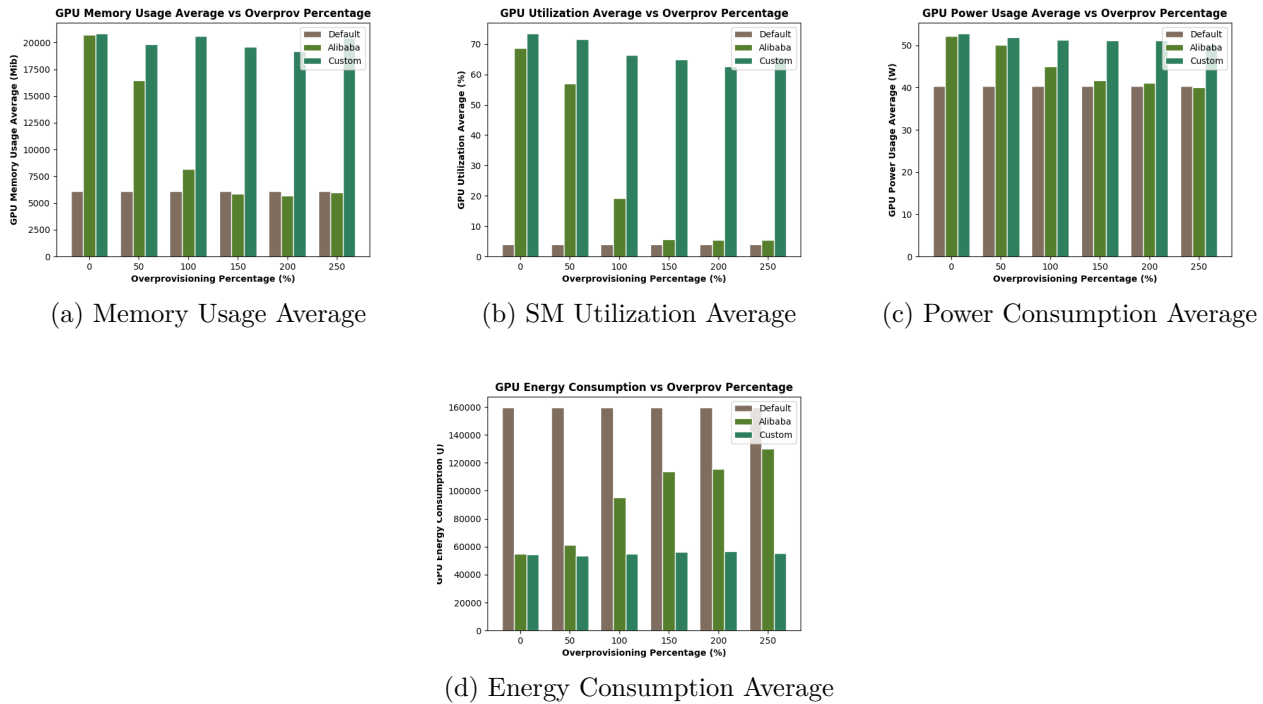 GPU Memory Usage Average vs Overprov Percentage
GPU Memory Usage Average (Mib)
20000
17500
15000
12500
10000
7500
5000
2500
0
Default
Alibaba
Custom
0 50 100 150 200 250
Overprovisioning Percentage (%)
(a) Memory Usage Average
GPU Utilization Average vs Overprov Percentage
GPU Utilization Average (%)
70
60
50
40
30
20
10
0
Default
Alibaba
Custom
0 50 100 150 200 250
Overprovisioning Percentage (%)
(b) SM Utilization Average
GPU Power Usage Average vs Overprov Percentage
GPU Power Usage Average (W)
50
40
30
20
10
0
Default
Alibaba
Custom
0 50 100 150 200 250
Overprovisioning Percentage (%)
(c) Power Consumption Average
GPU Energy Consumption vs Overprov Percentage
GPU Energy Consumption (J)
160000
140000
120000
100000
80000
60000
40000
20000
0
Default
Alibaba
Custom
0 50 100 150 200 250
Overprovisioning Percentage (%)
(d) Energy Consumption Average